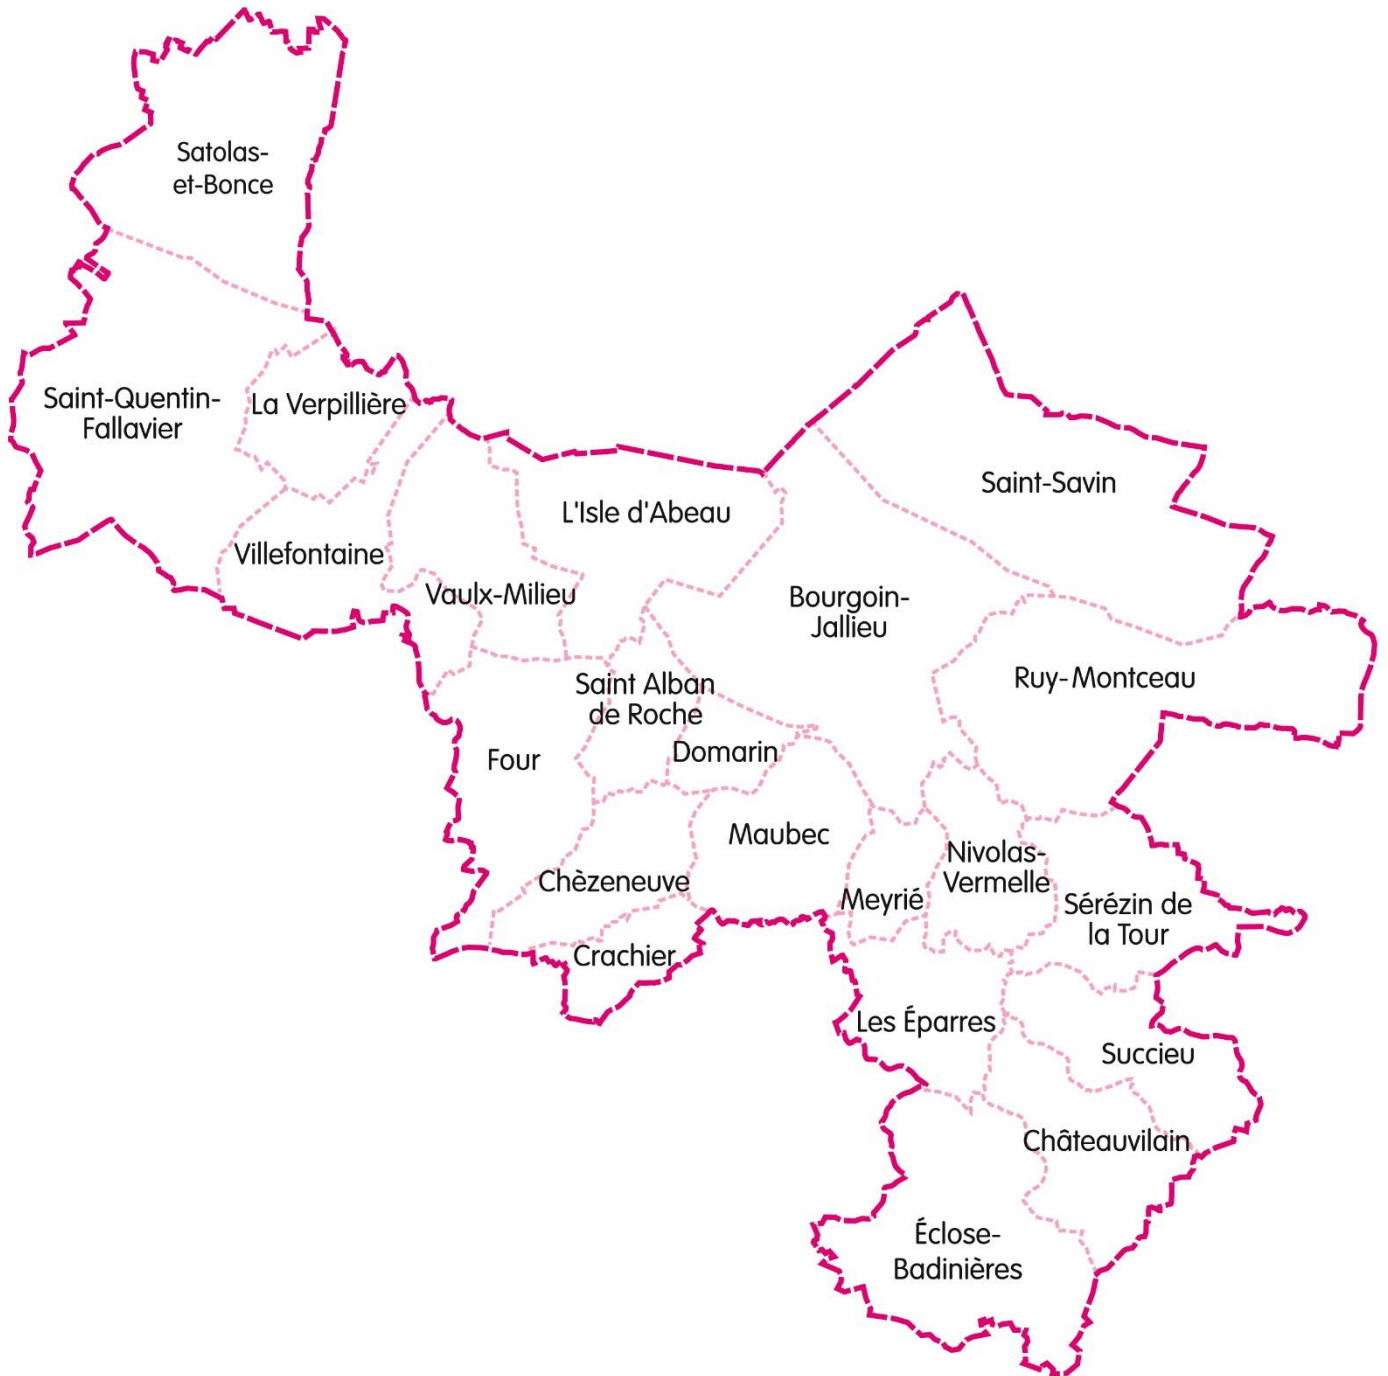 Satolas-
et-Bonce
Saint-Quentin-
Fallavier
La Verpillière
Saint-Savin
L'Isle d'Abeau
Villefontaine
Vaulx-Milieu
Bourgoin-
Jallieu
Ruy-Montceau
Saint Alban
de Roche
Four
Domarin
Maubec
Nivolas-
Vermelle
Chèzeneuve
Meyrié
Sérézin de
la Tour
Crachier
Les Éparres
Succieu
Châteauvilain
Éclose-
Badinières